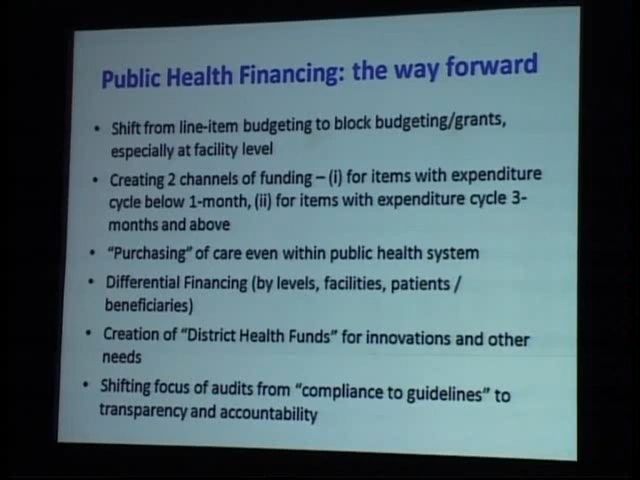 Public Health Financing: the way forward
• Shift from line-item budgeting to block budgeting/grants,
especially at facility level
• Creating 2 channels of funding – (i) for items with expenditure
cycle below 1-month, (ii) for items with expenditure cycle 3-
months and above
• “Purchasing” of care even within public health system
• Differential Financing (by levels, facilities, patients /
beneficiaries)
• Creation of “District Health Funds” for innovations and other
needs
• Shifting focus of audits from “compliance to guidelines” to
transparency and accountability